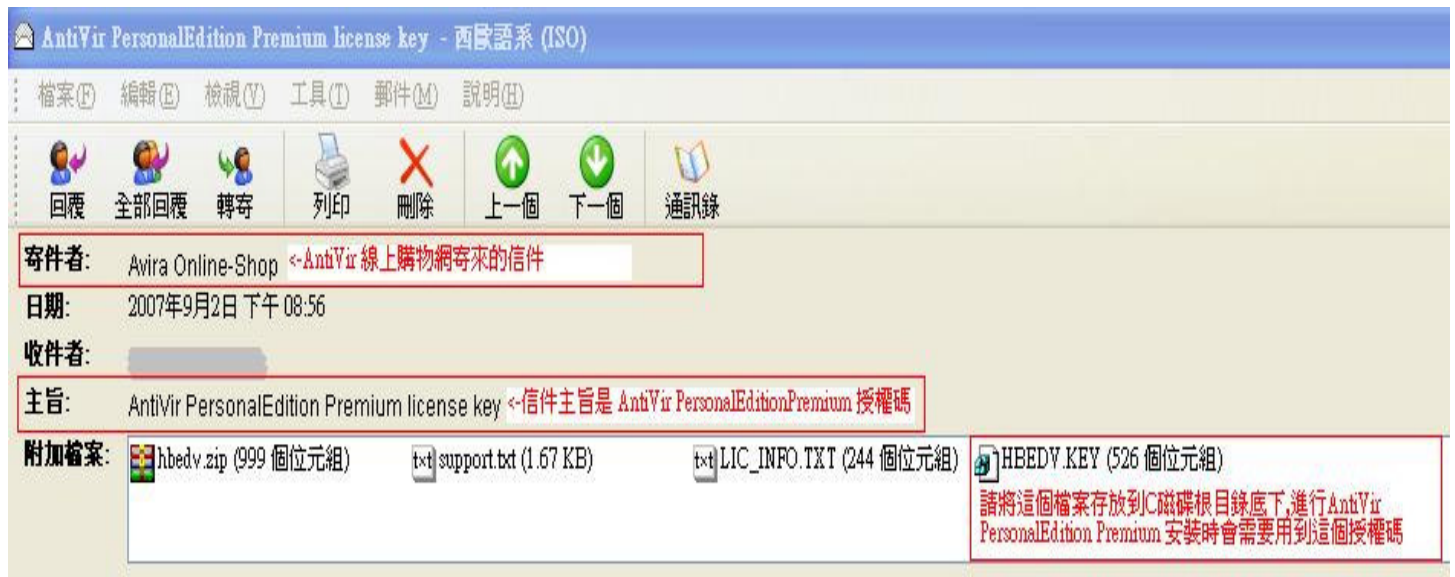 AntiVir PersonalEdition Premium license key - 西歐語系 (ISO)
檔案(F) 編輯(E) 檢視(V) 工具(T) 郵件(M) 說明(H)
回覆 全部回覆 轉寄 列印 刪除 上一個 下一個 通訊錄
寄件者: Avira Online-Shop <-AntiVir 線上購物網寄來的信件
日期: 2007年9月2日 下午 08:56
收件者:
主旨: AntiVir PersonalEdition Premium license key <-信件主旨是 AntiVir PersonalEditionPremium 授權碼
附加檔案: hbedv.zip (999 個位元組) txt support.txt (1.67 KB) txt LIC_INFO.TXT (244 個位元組) HBEDV.KEY (526 個位元組)
請將這個檔案存放到C磁碟根目錄底下,進行AntiVir
PersonalEdition Premium 安裝時會需要用到這個授權碼